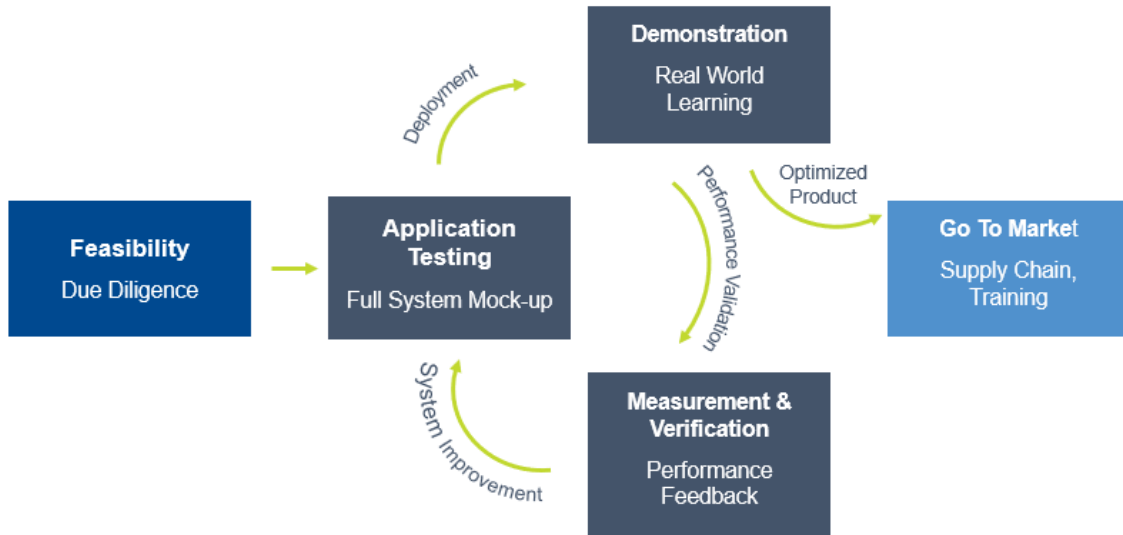 Feasibility
Due Diligence
Application
Testing
Full System Mock-up
Deployment
Demonstration
Real World
Learning
Performance Validation
Optimized
Product
Go To Market
Supply Chain,
Training
Measurement &
Verification
Performance
Feedback
System Improvement